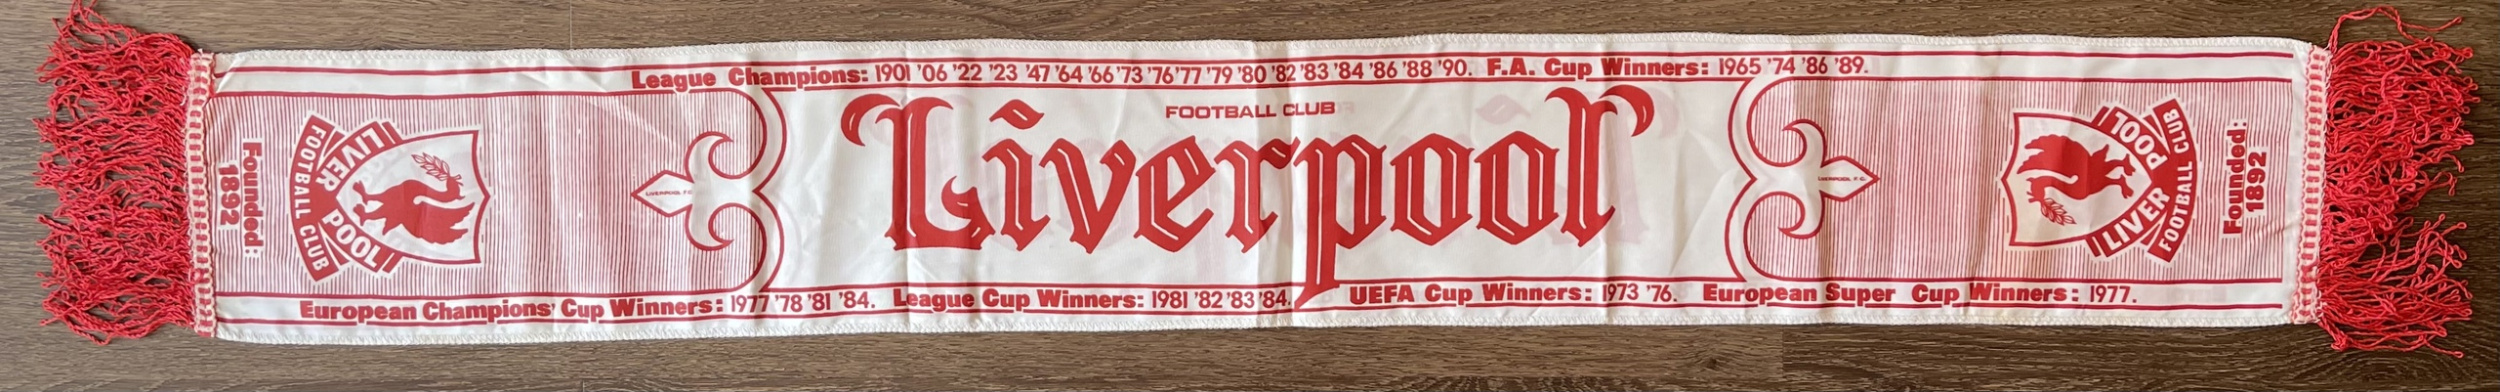 League Champions: 1901 '06 '22 '23 '47 '64 '66 '73 '76 '77 '79 '80 '82 '83 '84 '86 '88 '90. F.A. Cup Winners: 1965 '74 '86 '89.
Founded:
1892
LIVER POOL
FOOTBALL CLUB
LIVERPOOL F.C.
FOOTBALL CLUB
Liverpool
LIVERPOOL F.C.
LIVER POOL
FOOTBALL CLUB
Founded:
1892
European Champions' Cup Winners: 1977 '78 '81 '84. League Cup Winners: 1981 '82 '83 '84. UEFA Cup Winners: 1973 '76. European Super Cup Winners: 1977.